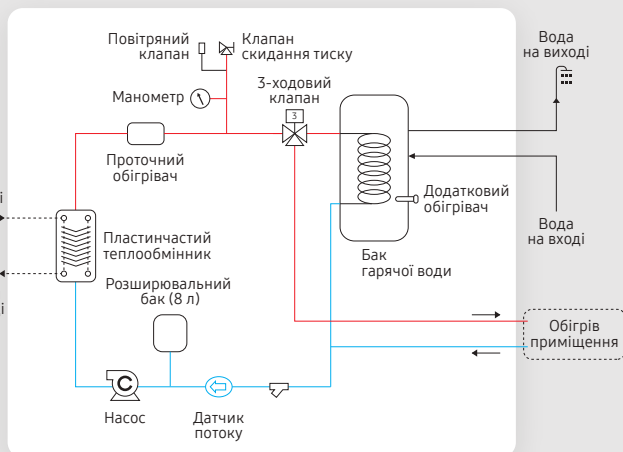 Повітряний
клапан
Клапан
скидання тиску
Вода
на виході
Манометр
3-ходовий
клапан
3
Проточний
обігрівач
Додатковий
обігрівач
Вода
на вході
Пластинчастий
теплообмінник
Бак
гарячої води
Розширювальний
бак (8 л)
Обігрів
приміщення
C
Насос
Датчик
потоку